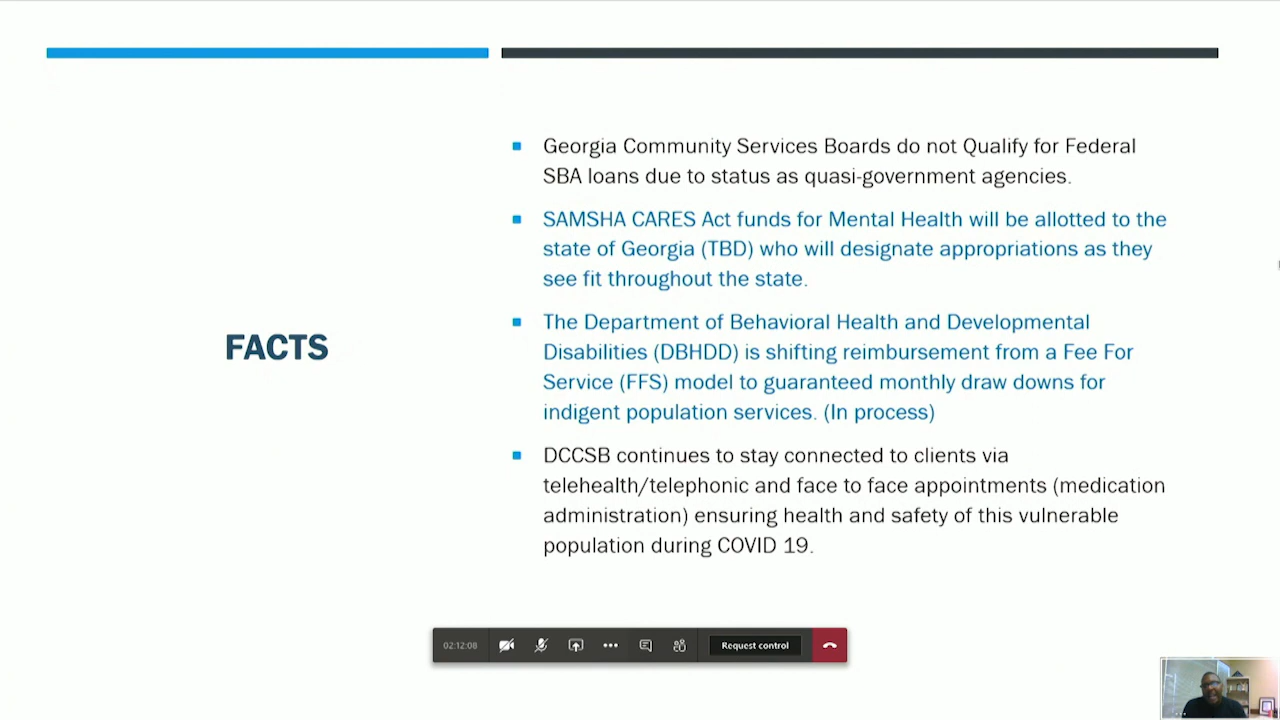 FACTS
Georgia Community Services Boards do not Qualify for Federal
SBA loans due to status as quasi-government agencies.
SAMSHA CARES Act funds for Mental Health will be allotted to the
state of Georgia (TBD) who will designate appropriations as they
see fit throughout the state.
The Department of Behavioral Health and Developmental
Disabilities (DBHDD) is shifting reimbursement from a Fee For
Service (FFS) model to guaranteed monthly draw downs for
indigent population services. (In process)
DCCSB continues to stay connected to clients via
telehealth/telephonic and face to face appointments (medication
administration) ensuring health and safety of this vulnerable
population during COVID 19.
02:12:08
Request control